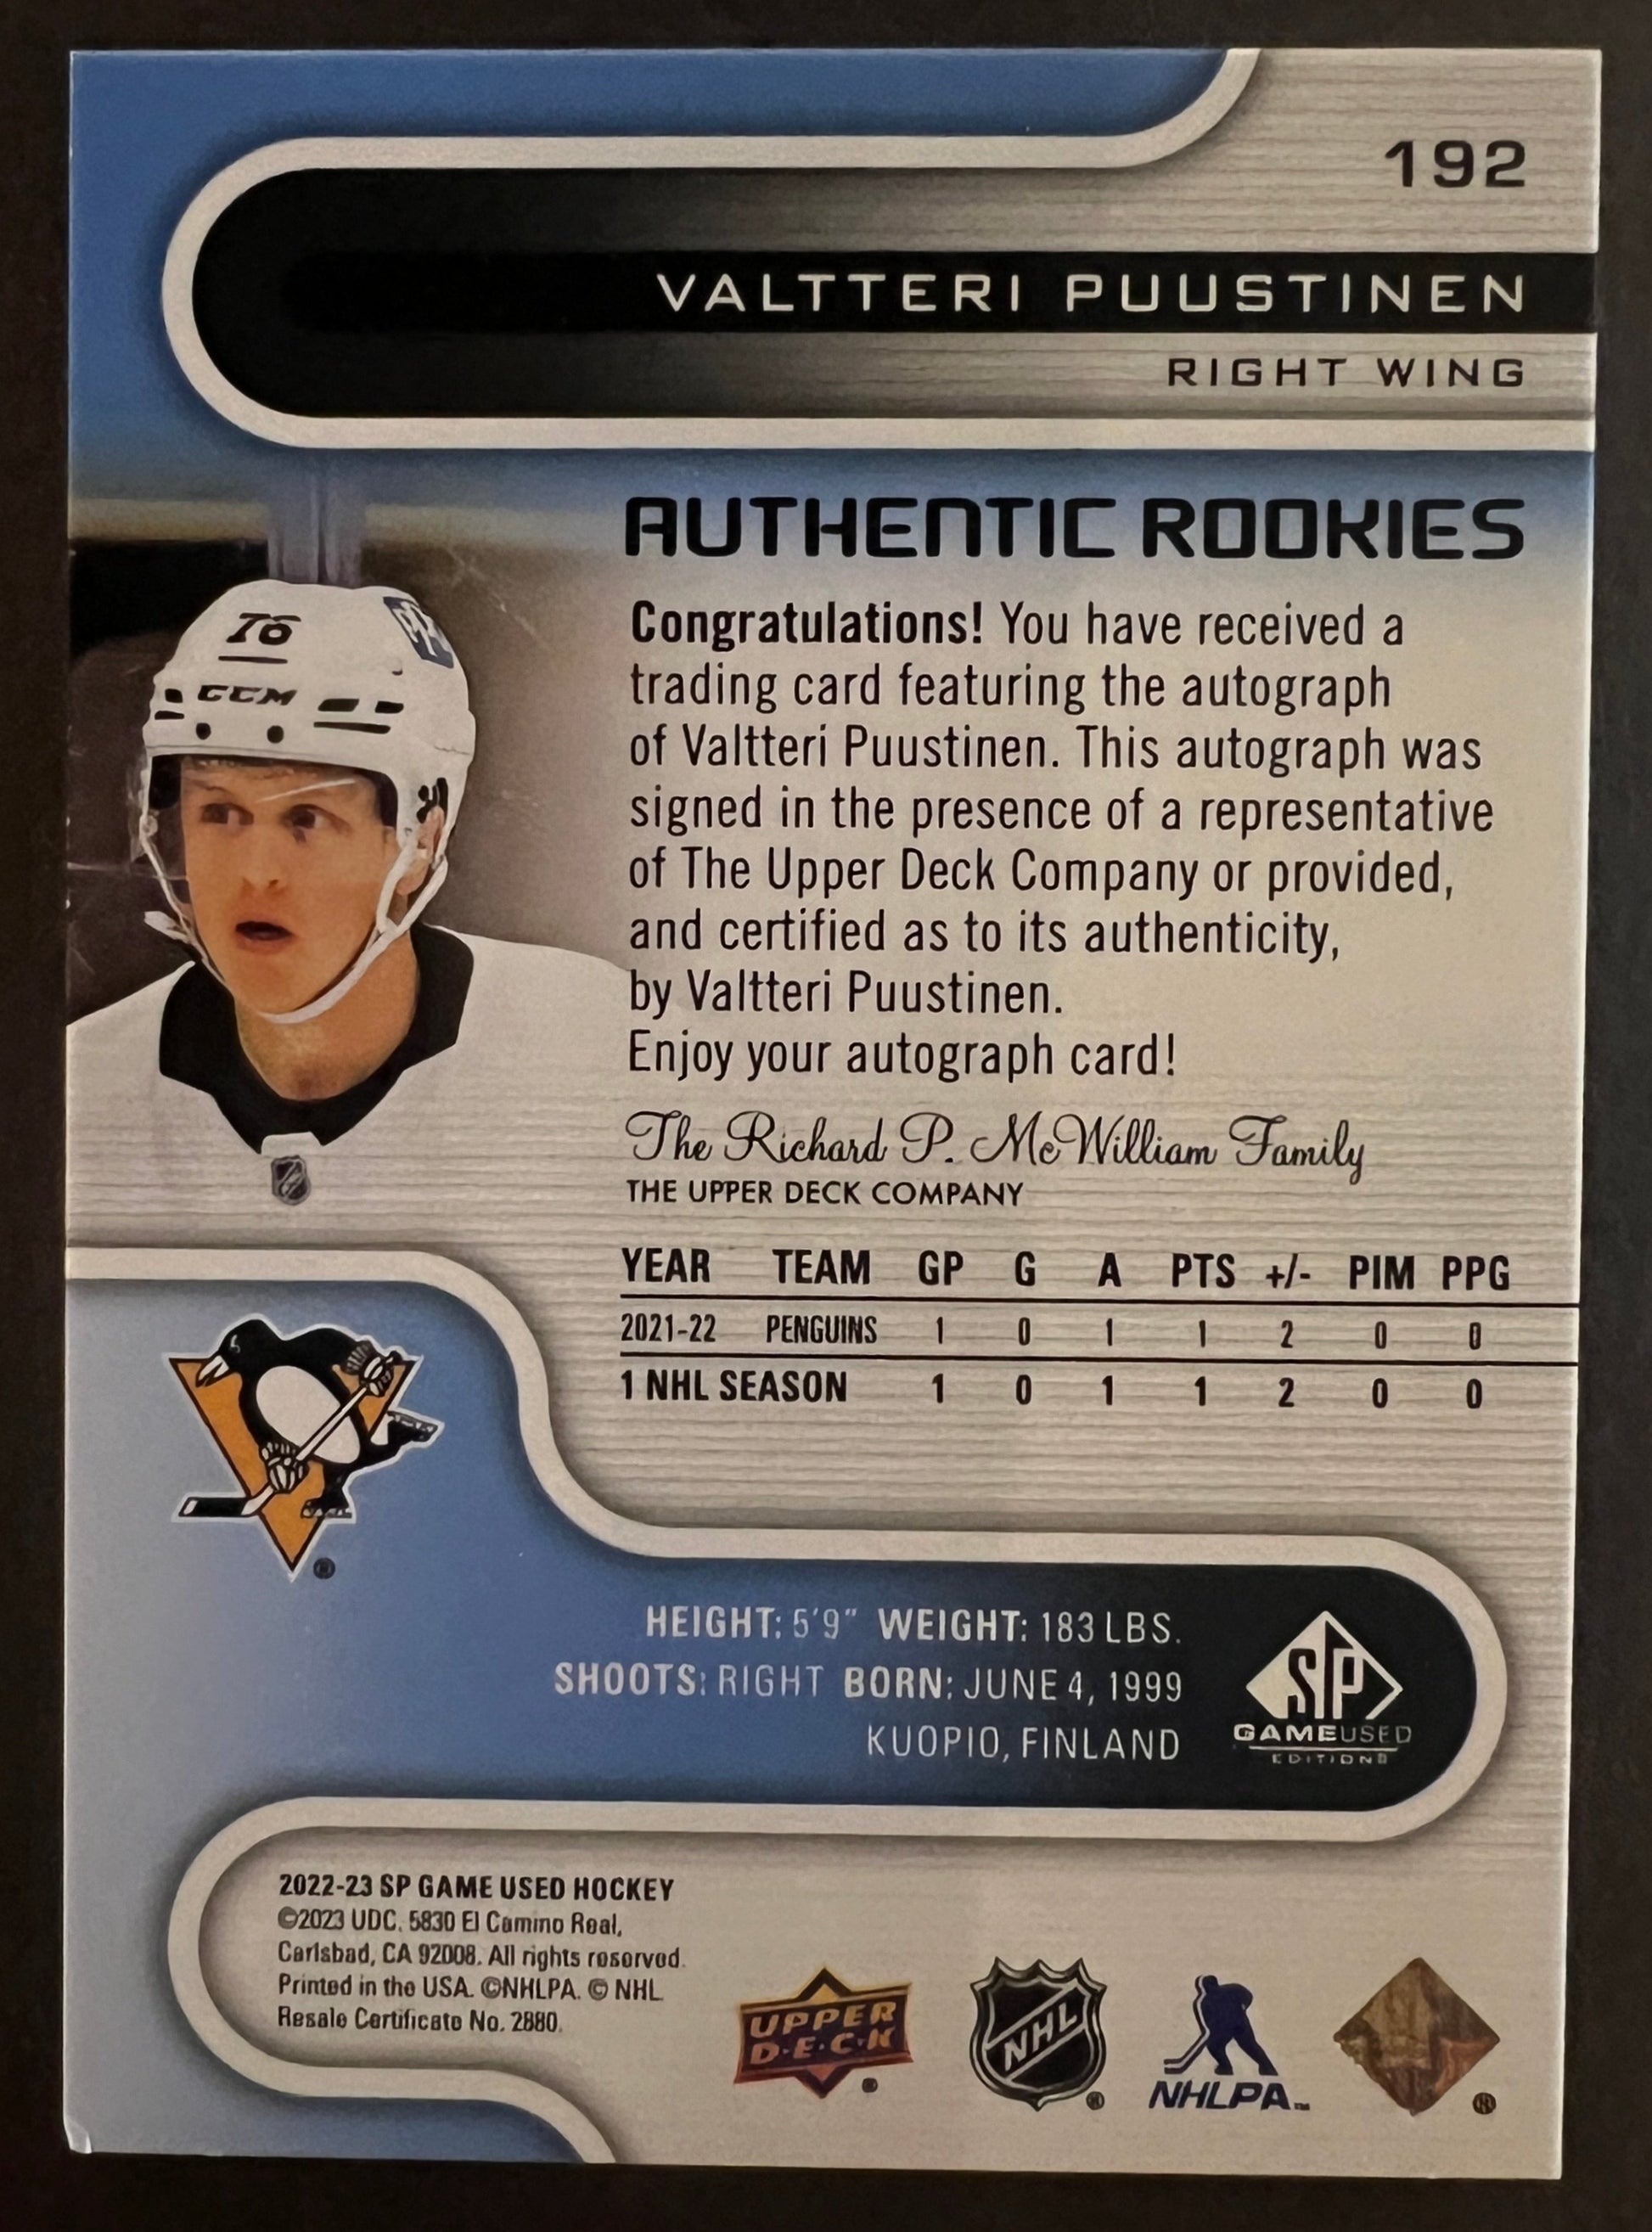 192
VALTTERI PUUSTINEN
RIGHT WING
AUTHENTIC ROOKIES
Congratulations! You have received a
trading card featuring the autograph
of Valtteri Puustinen. This autograph was
signed in the presence of a representative
of The Upper Deck Company or provided,
and certified as to its authenticity,
by Valtteri Puustinen.
Enjoy your autograph card!
The Richard P. McWilliam Family
THE UPPER DECK COMPANY
76
CCM
YEAR TEAM GP G A PTS +/- PIM PPG
2021-22 PENGUINS 1 0 1 1 2 0 0
1 NHL SEASON 1 0 1 1 2 0 0
®
HEIGHT: 5'9" WEIGHT: 183 LBS.
SHOOTS: RIGHT BORN: JUNE 4, 1999
KUOPIO, FINLAND
SP
GAMEUSED
EDITION®
2022-23 SP GAME USED HOCKEY
©2023 UDC. 5830 El Camino Real,
Carlsbad, CA 92008. All rights reserved.
Printed in the USA. ©NHLPA. © NHL.
Resale Certificate No. 2880.
UPPER
D·E·C·K
®
NHL
®
NHLPA™
®